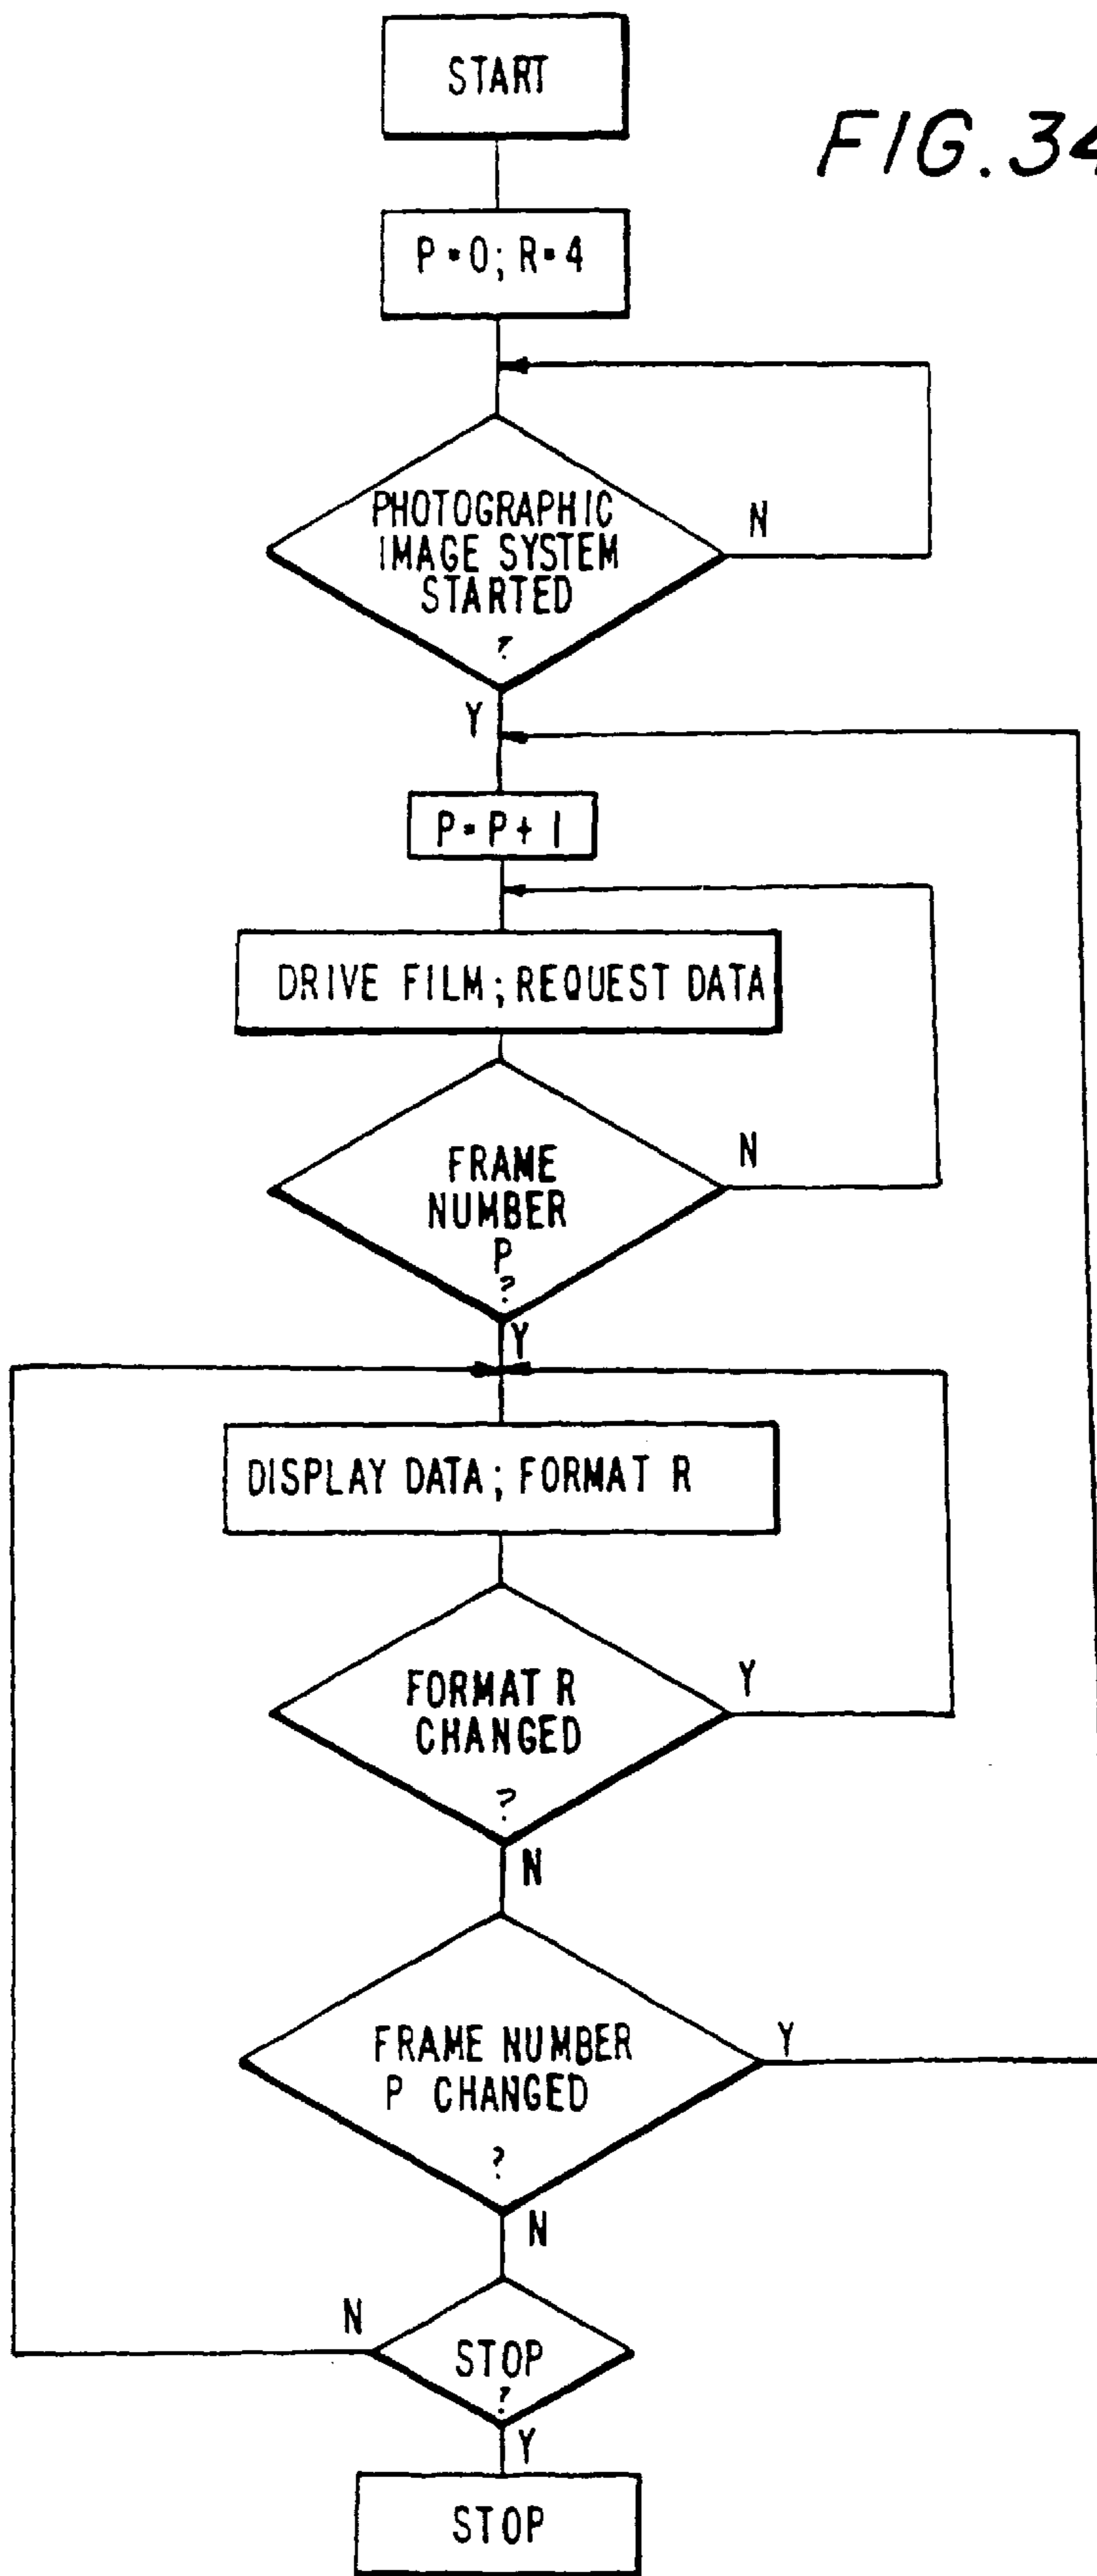 START
FIG. 34
P=0; R=4
PHOTOGRAPHIC
IMAGE SYSTEM
STARTED
?
N
Y
P=P+1
DRIVE FILM; REQUEST DATA
FRAME
NUMBER
P
?
N
Y
DISPLAY DATA; FORMAT R
FORMAT R
CHANGED
?
Y
N
FRAME NUMBER
P CHANGED
?
Y
N
N
STOP
?
Y
STOP